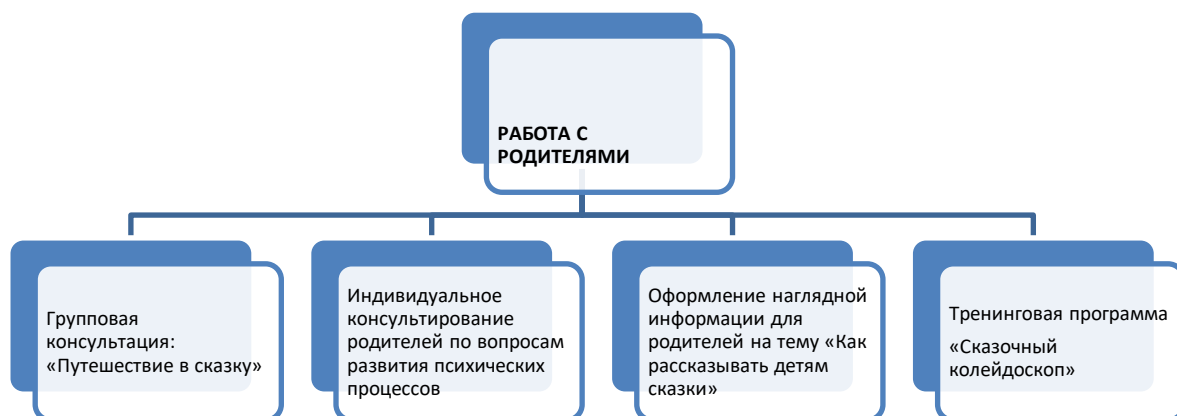 РАБОТА С
РОДИТЕЛЯМИ
Групповая
консультация:
«Путешествие в сказку»
Индивидуальное
консультирование
родителей по вопросам
развития психических
процессов
Оформление наглядной
информации для
родителей на тему «Как
рассказывать детям
сказки»
Тренинговая программа
«Сказочный
колейдоскоп»